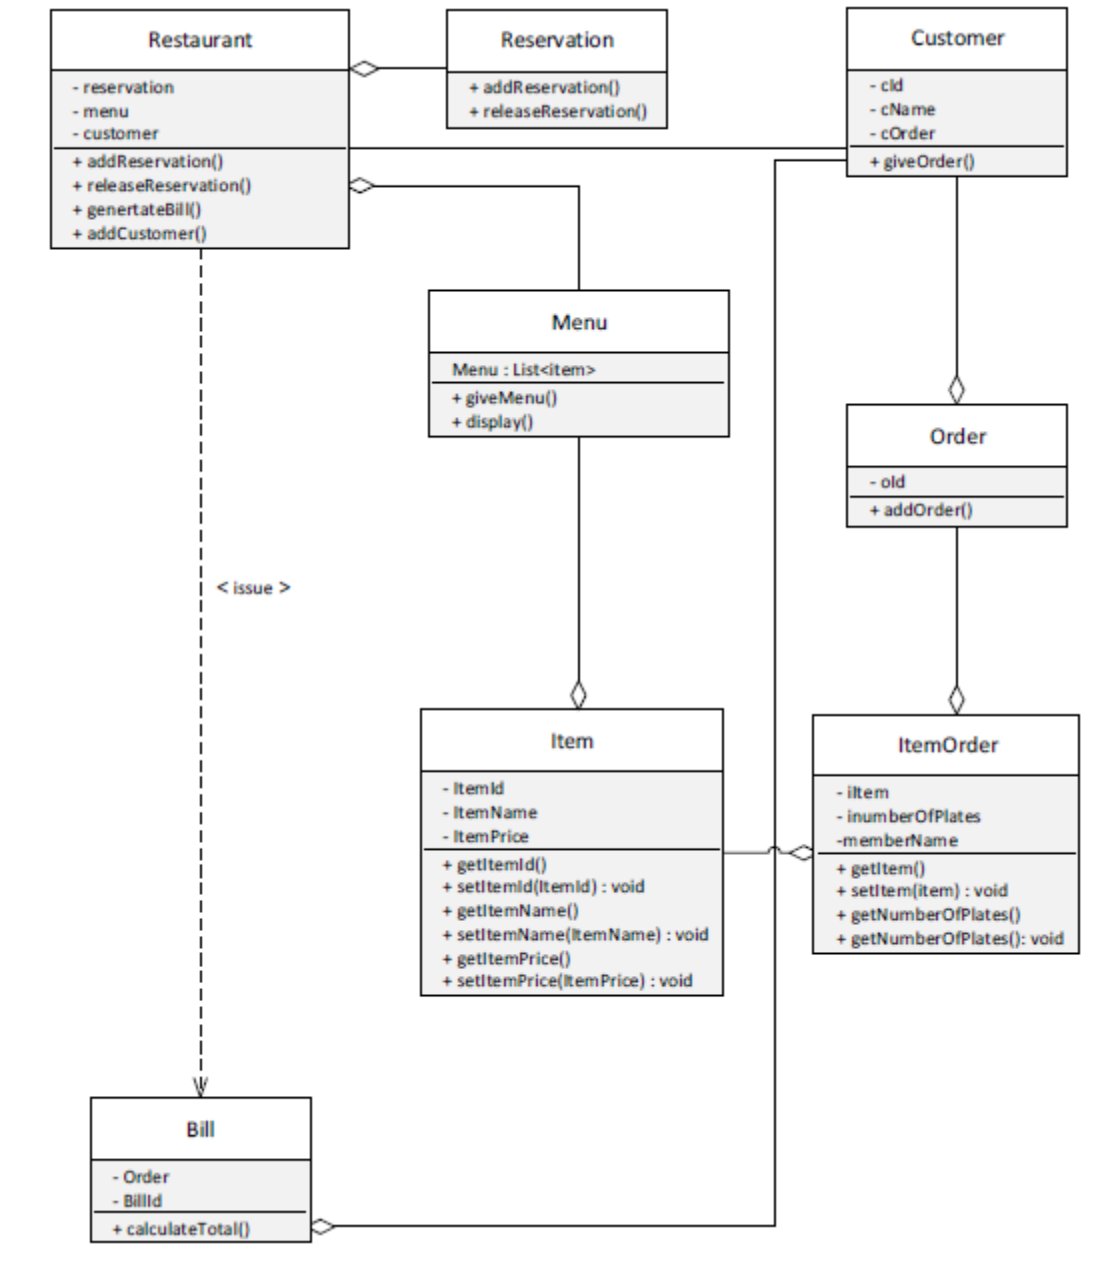 Restaurant
- reservation
- menu
- customer
+ addReservation()
+ releaseReservation()
+ genertateBill()
+ addCustomer()
Reservation
+ addReservation()
+ releaseReservation()
Customer
- cId
- cName
- cOrder
+ giveOrder()
Menu
Menu : List<item>
+ giveMenu()
+ display()
Order
- oId
+ addOrder()
< issue >
Item
- ItemId
- ItemName
- ItemPrice
+ getItemId()
+ setItemId(ItemId) : void
+ getItemName()
+ setItemName(ItemName) : void
+ getItemPrice()
+ setItemPrice(ItemPrice) : void
ItemOrder
- iItem
- inumberOfPlates
-memberName
+ getItem()
+ setItem(item) : void
+ getNumberOfPlates()
+ getNumberOfPlates(): void
Bill
- Order
- BillId
+ calculateTotal()